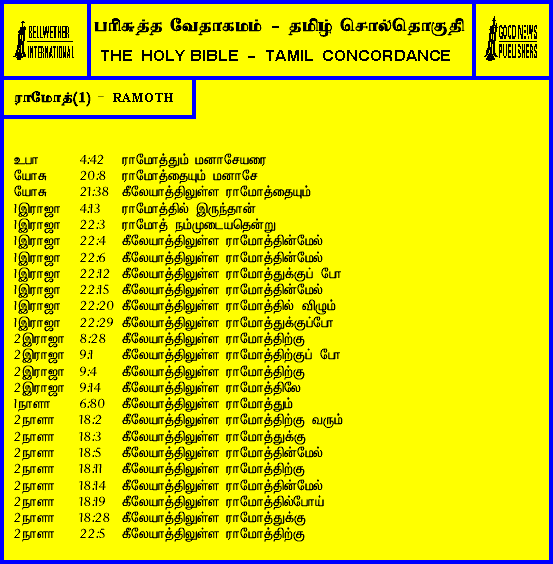 BELLWETHER
INTERNATIONAL
பரிசுத்த வேதாகமம் - தமிழ் சொல்தொகுதி
THE HOLY BIBLE - TAMIL CONCORDANCE
GOOD NEWS
PUBLISHERS
ராமோத்(1) - RAMOTH
உபா 4:42 ராமோத்தும் மனாசேயரை
யோசு 20:8 ராமோத்தையும் மனாசே
யோசு 21:38 கீலேயாத்திலுள்ள ராமோத்தையும்
1இராஜா 4:13 ராமோத்தில் இருந்தான்
1இராஜா 22:3 ராமோத் நம்முடையதென்று
1இராஜா 22:4 கீலேயாத்திலுள்ள ராமோத்தின்மேல்
1இராஜா 22:6 கீலேயாத்திலுள்ள ராமோத்தின்மேல்
1இராஜா 22:12 கீலேயாத்திலுள்ள ராமோத்துக்குப் போ
1இராஜா 22:15 கீலேயாத்திலுள்ள ராமோத்தின்மேல்
1இராஜா 22:20 கீலேயாத்திலுள்ள ராமோத்தில் விழும்
1இராஜா 22:29 கீலேயாத்திலுள்ள ராமோத்துக்குப்போ
2இராஜா 8:28 கீலேயாத்திலுள்ள ராமோத்திற்கு
2இராஜா 9:1 கீலேயாத்திலுள்ள ராமோத்திற்குப் போ
2இராஜா 9:4 கீலேயாத்திலுள்ள ராமோத்திற்கு
2இராஜா 9:14 கீலேயாத்திலுள்ள ராமோத்திலே
1நாளா 6:80 கீலேயாத்திலுள்ள ராமோத்தும்
2நாளா 18:2 கீலேயாத்திலுள்ள ராமோத்திற்கு வரும்
2நாளா 18:3 கீலேயாத்திலுள்ள ராமோத்துக்கு
2நாளா 18:5 கீலேயாத்திலுள்ள ராமோத்தின்மேல்
2நாளா 18:11 கீலேயாத்திலுள்ள ராமோத்திற்கு
2நாளா 18:14 கீலேயாத்திலுள்ள ராமோத்தின்மேல்
2நாளா 18:19 கீலேயாத்திலுள்ள ராமோத்தில்போய்
2நாளா 18:28 கீலேயாத்திலுள்ள ராமோத்துக்கு
2நாளா 22:5 கீலேயாத்திலுள்ள ராமோத்திற்கு